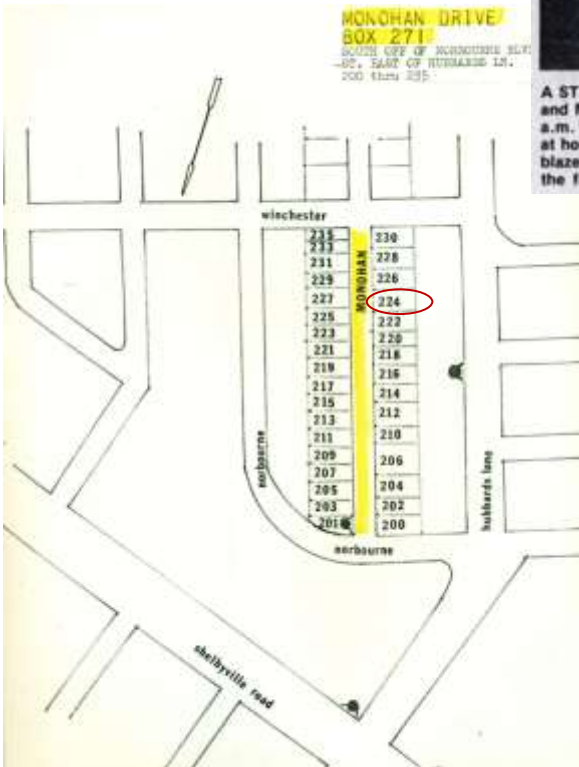 MONOHAN DRIVE
BOX 271
SOUTH OFF OF NORBOURNE BLV
ST. EAST OF HUBBARDS LN.
200 thru 235
A ST
and
a.m.
at ho
blaze
the f
winchester
MONOHAN
235
233
231
229
227
225
223
221
219
217
215
213
211
209
207
205
203
201
230
228
226
224
222
220
218
216
214
212
210
206
204
202
200
norbourne
hubbards lane
norbourne
shelbyville road